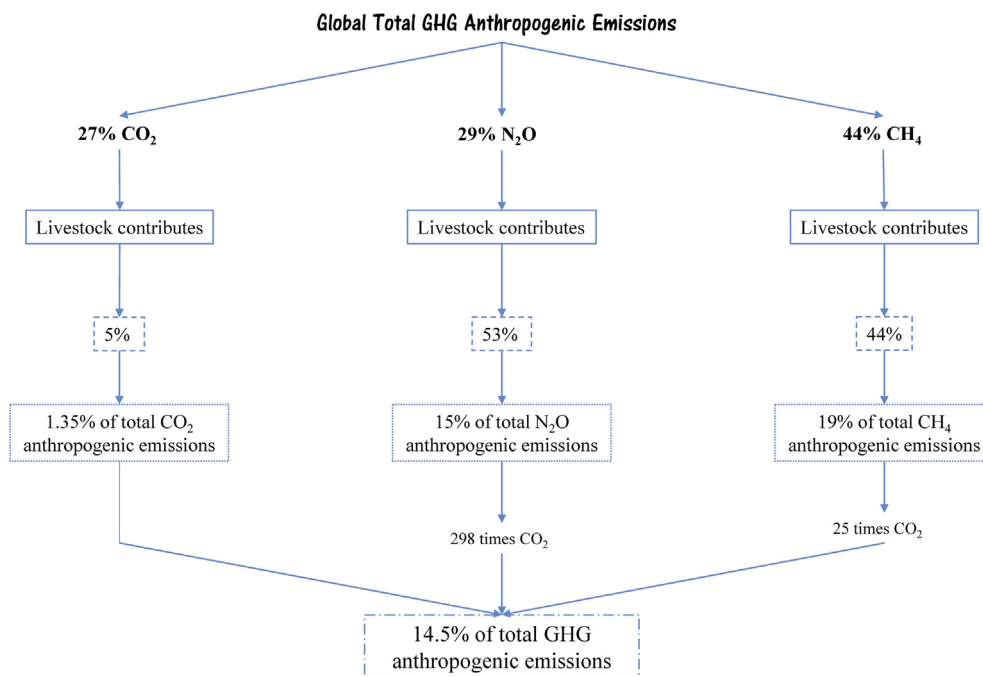 Global Total GHG Anthropogenic Emissions
27% CO₂
29% N₂O
44% CH₄
Livestock contributes
Livestock contributes
Livestock contributes
5%
53%
44%
1.35% of total CO₂
anthropogenic emissions
15% of total N₂O
anthropogenic emissions
19% of total CH₄
anthropogenic emissions
298 times CO₂
25 times CO₂
14.5% of total GHG
anthropogenic emissions